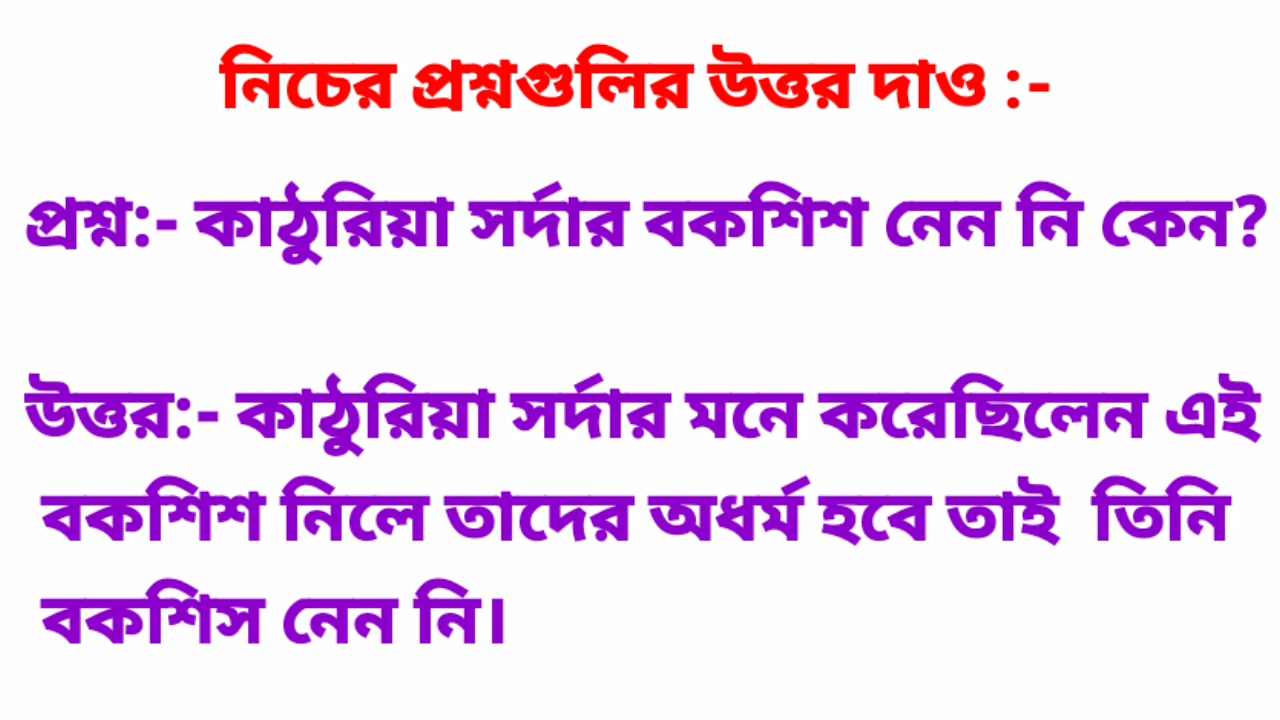 নিচের প্রশ্নগুলির উত্তর দাও :-
প্রশ্ন:- কাঠুরিয়া সর্দার বকশিশ নেন নি কেন?
উত্তর:- কাঠুরিয়া সর্দার মনে করেছিলেন এই
বকশিশ নিলে তাদের অধর্ম হবে তাই তিনি
বকশিস নেন নি।